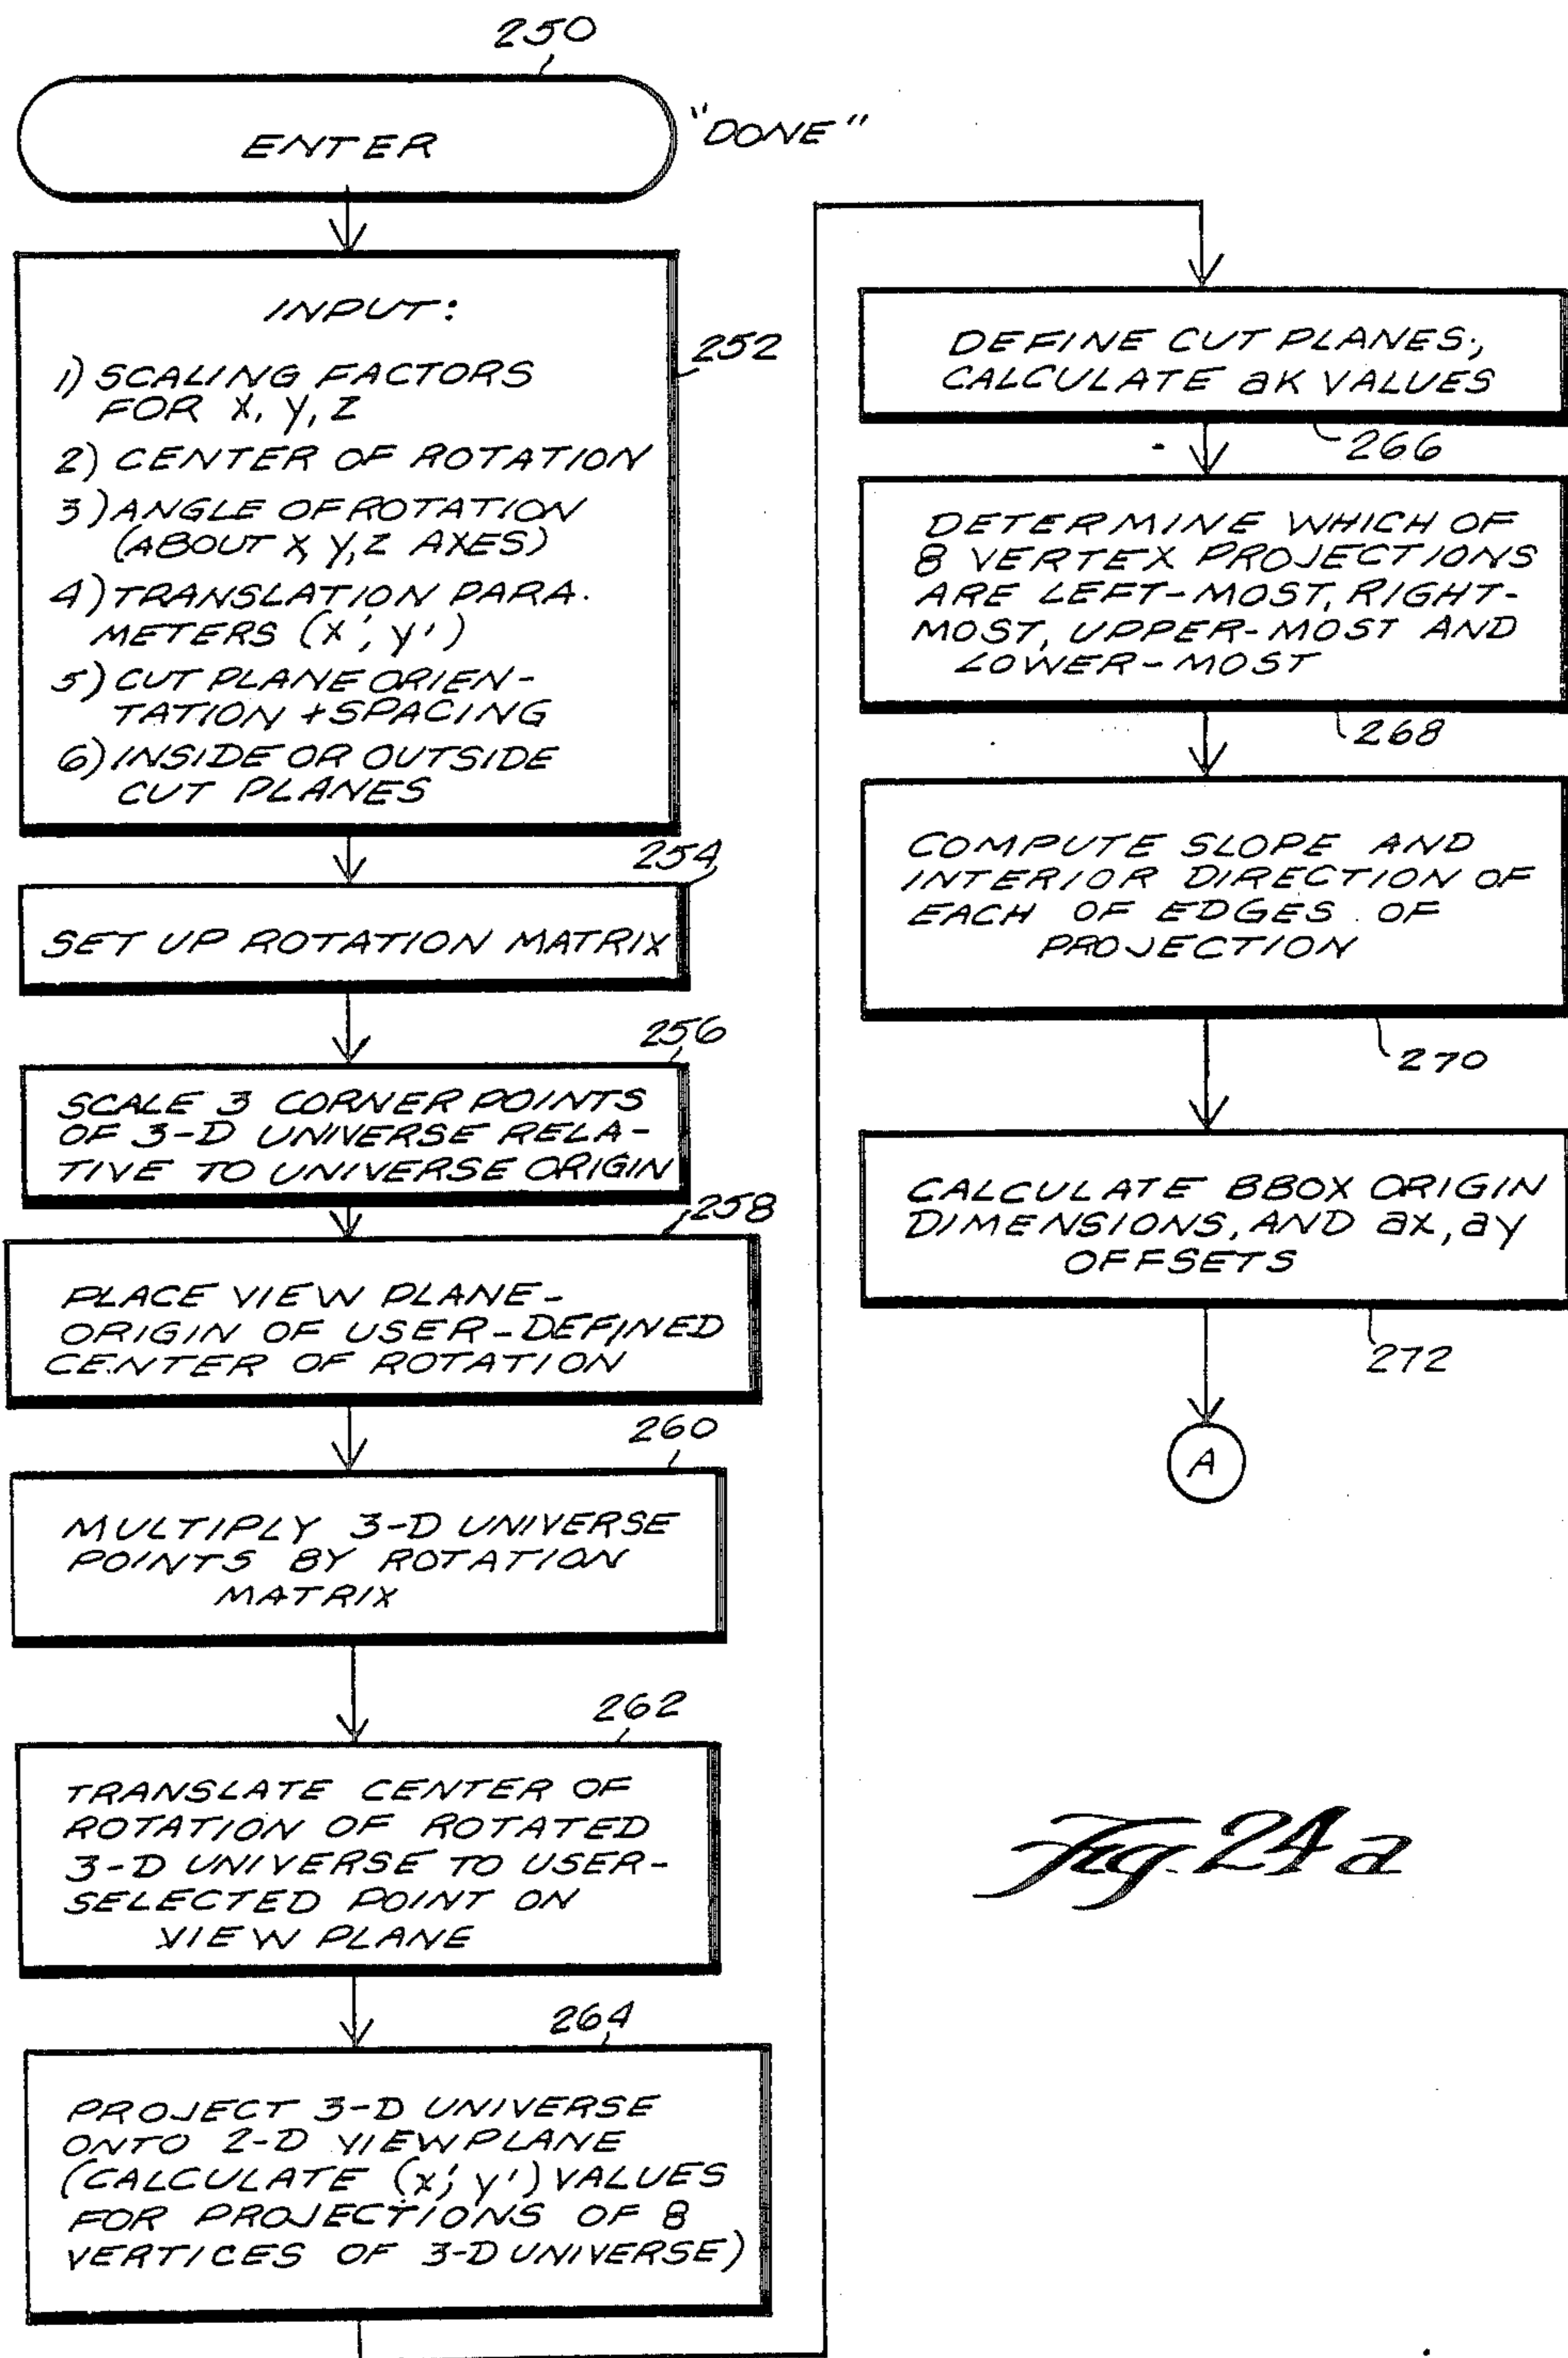 250
ENTER
"DONE"
INPUT:
252
1) SCALING FACTORS
FOR X, Y, Z
2) CENTER OF ROTATION
3) ANGLE OF ROTATION
(ABOUT X, Y, Z AXES)
4) TRANSLATION PARA.
METERS (X', Y')
5) CUT PLANE ORIEN-
TATION + SPACING
6) INSIDE OR OUTSIDE
CUT PLANES
254
SET UP ROTATION MATRIX
256
SCALE 3 CORNER POINTS
OF 3-D UNIVERSE RELA-
TIVE TO UNIVERSE ORIGIN
258
PLACE VIEW PLANE-
ORIGIN OF USER-DEFINED
CENTER OF ROTATION
260
MULTIPLY 3-D UNIVERSE
POINTS BY ROTATION
MATRIX
262
TRANSLATE CENTER OF
ROTATION OF ROTATED
3-D UNIVERSE TO USER-
SELECTED POINT ON
VIEW PLANE
264
PROJECT 3-D UNIVERSE
ONTO 2-D VIEWPLANE
(CALCULATE (x', y') VALUES
FOR PROJECTIONS OF 8
VERTICES OF 3-D UNIVERSE)
DEFINE CUT PLANES;
CALCULATE aK VALUES
266
DETERMINE WHICH OF
8 VERTEX PROJECTIONS
ARE LEFT-MOST, RIGHT-
MOST, UPPER-MOST AND
LOWER-MOST
268
COMPUTE SLOPE AND
INTERIOR DIRECTION OF
EACH OF EDGES OF
PROJECTION
270
CALCULATE BBOX ORIGIN
DIMENSIONS, AND ax, ay
OFFSETS
272
A
Fig. 24a